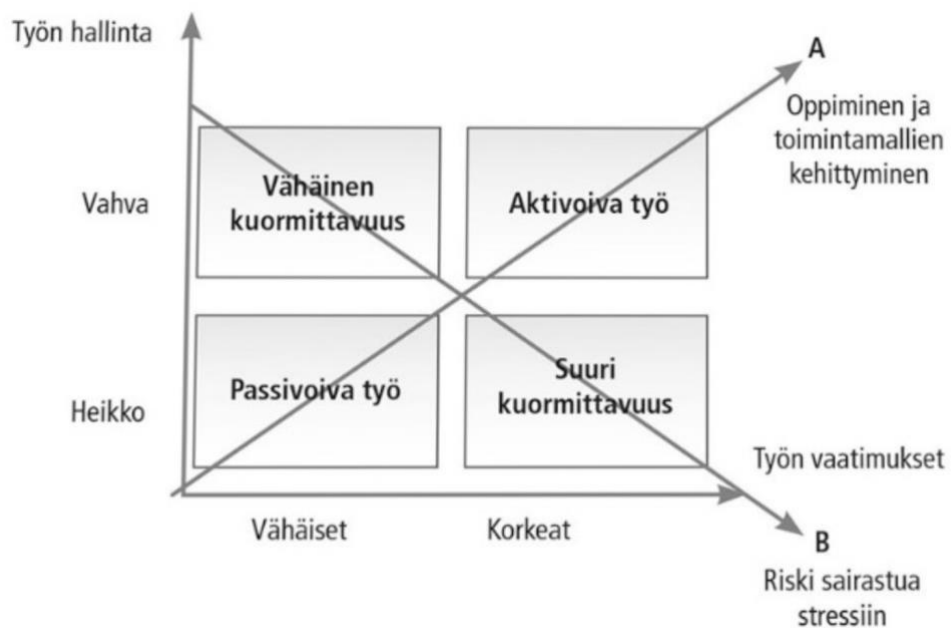 Työn hallinta
A
Oppiminen ja
toimintamallien
kehittyminen
Vahva
Vähäinen
kuormittavuus
Aktivoiva työ
Heikko
Passivoiva työ
Suuri
kuormittavuus
Työn vaatimukset
Vähäiset
Korkeat
B
Riski sairastua
stressiin